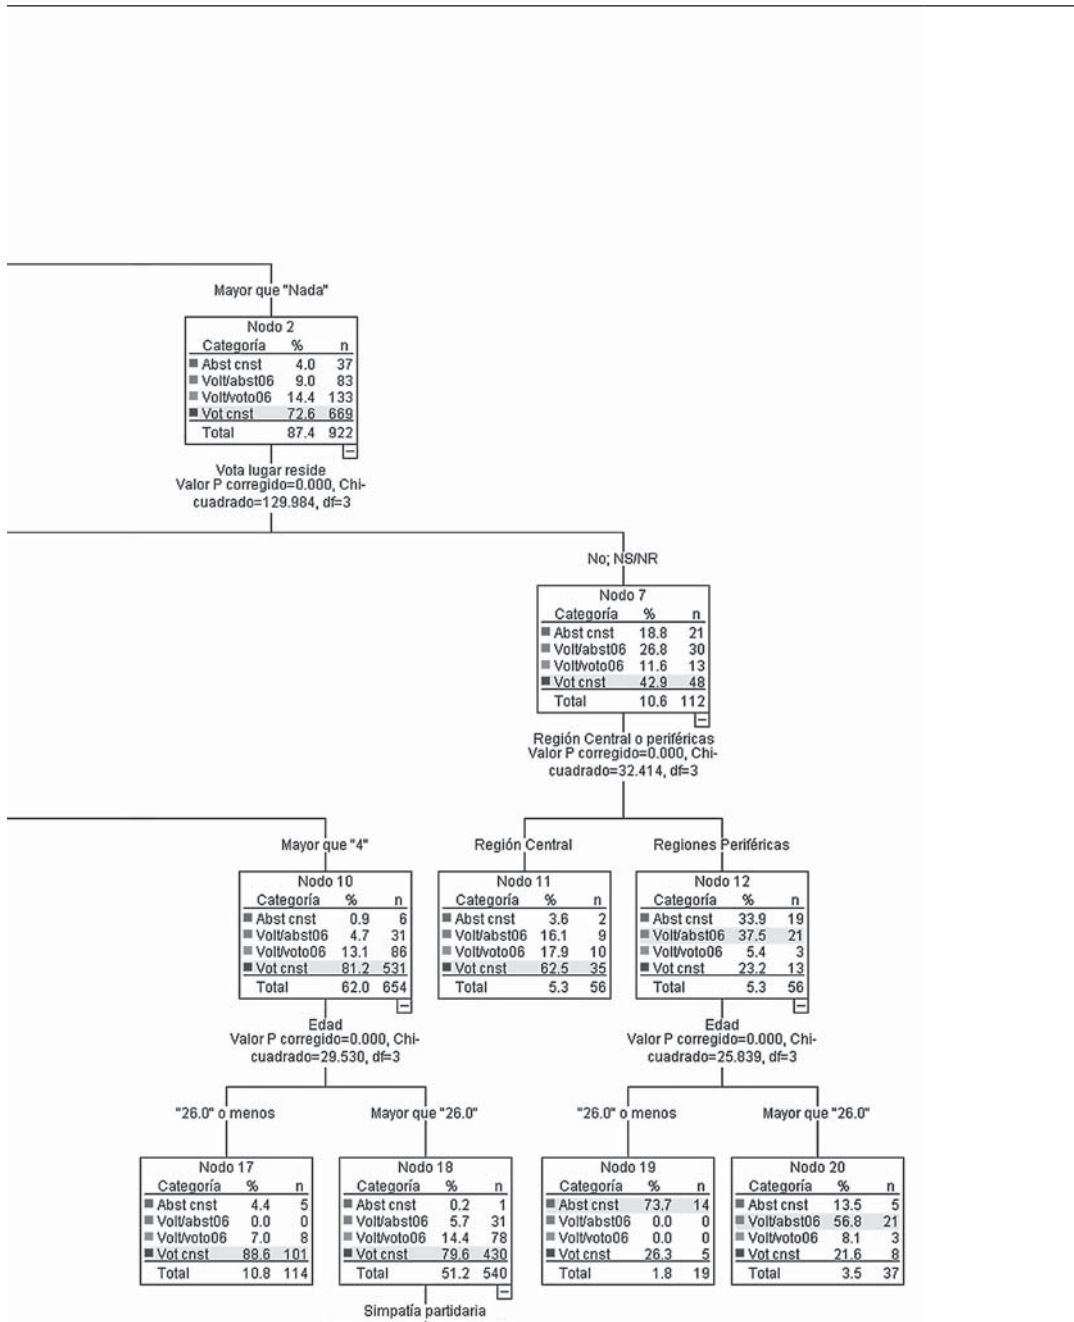 Mayor que "Nada"
Nodo 2
Categoría % n
Abst cnst 4.0 37
Volt/abst06 9.0 83
Volt/voto06 14.4 133
Vot cnst 72.6 669
Total 87.4 922
Vota lugar reside
Valor P corregido=0.000, Chi-
cuadrado=129.984, df=3
No; NS/NR
Nodo 7
Categoría % n
Abst cnst 18.8 21
Volt/abst06 26.8 30
Volt/voto06 11.6 13
Vot cnst 42.9 48
Total 10.6 112
Región Central o periféricas
Valor P corregido=0.000, Chi-
cuadrado=32.414, df=3
Mayor que "4"
Nodo 10
Categoría % n
Abst cnst 0.9 6
Volt/abst06 4.7 31
Volt/voto06 13.1 86
Vot cnst 81.2 531
Total 62.0 654
Edad
Valor P corregido=0.000, Chi-
cuadrado=29.530, df=3
Región Central
Nodo 11
Categoría % n
Abst cnst 3.6 2
Volt/abst06 16.1 9
Volt/voto06 17.9 10
Vot cnst 62.5 35
Total 5.3 56
Regiones Periféricas
Nodo 12
Categoría % n
Abst cnst 33.9 19
Volt/abst06 37.5 21
Volt/voto06 5.4 3
Vot cnst 23.2 13
Total 5.3 56
Edad
Valor P corregido=0.000, Chi-
cuadrado=25.839, df=3
"26.0" o menos
Nodo 17
Categoría % n
Abst cnst 4.4 5
Volt/abst06 0.0 0
Volt/voto06 7.0 8
Vot cnst 88.6 101
Total 10.8 114
Mayor que "26.0"
Nodo 18
Categoría % n
Abst cnst 0.2 1
Volt/abst06 5.7 31
Volt/voto06 14.4 78
Vot cnst 79.6 430
Total 51.2 540
Simpatía partidaria
"26.0" o menos
Nodo 19
Categoría % n
Abst cnst 73.7 14
Volt/abst06 0.0 0
Volt/voto06 0.0 0
Vot cnst 26.3 5
Total 1.8 19
Mayor que "26.0"
Nodo 20
Categoría % n
Abst cnst 13.5 5
Volt/abst06 56.8 21
Volt/voto06 8.1 3
Vot cnst 21.6 8
Total 3.5 37